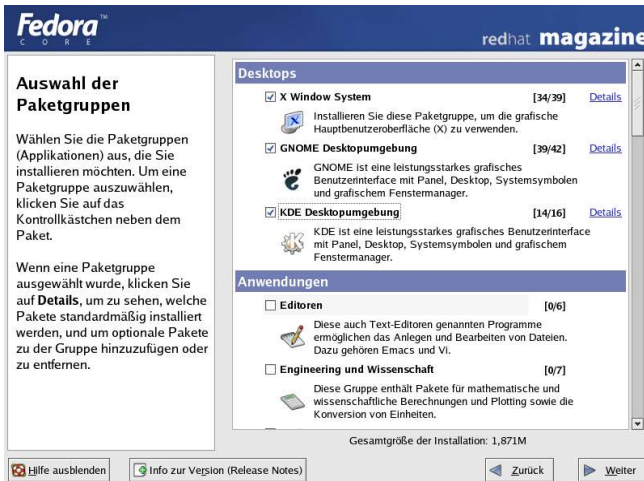 Fedora™
CORE
redhat magazine
Auswahl der
Paketgruppen
Wählen Sie die Paketgruppen
(Applikationen) aus, die Sie
installieren möchten. Um eine
Paketgruppe auszuwählen,
klicken Sie auf das
Kontrollkästchen neben dem
Paket.
Wenn eine Paketgruppe
ausgewählt wurde, klicken Sie
auf Details, um zu sehen, welche
Pakete standardmäßig installiert
werden, und um optionale Pakete
zu der Gruppe hinzuzufügen oder
zu entfernen.
Desktops
X Window System [34/39] Details
Installieren Sie diese Paketgruppe, um die grafische
Hauptbenutzeroberfläche (X) zu verwenden.
GNOME Desktopumgebung [39/42] Details
GNOME ist eine leistungsstarkes grafisches
Benutzerinterface mit Panel, Desktop, Systemsymbolen
und grafischem Fenstermanager.
KDE Desktopumgebung [14/16] Details
KDE ist eine leistungsstarkes grafisches Benutzerinterface
mit Panel, Desktop, Systemsymbolen und grafischem
Fenstermanager.
Anwendungen
Editoren [0/6]
Diese auch Text-Editoren genannten Programme
ermöglichen das Anlegen und Bearbeiten von Dateien.
Dazu gehören Emacs und Vi.
Engineering und Wissenschaft [0/7]
Diese Gruppe enthält Pakete für mathematische und
wissenschaftliche Berechnungen und Plotting sowie die
Konversion von Einheiten.
Gesamtgröße der Installation: 1,871M
Hilfe ausblenden
Info zur Version (Release Notes)
Zurück
Weiter